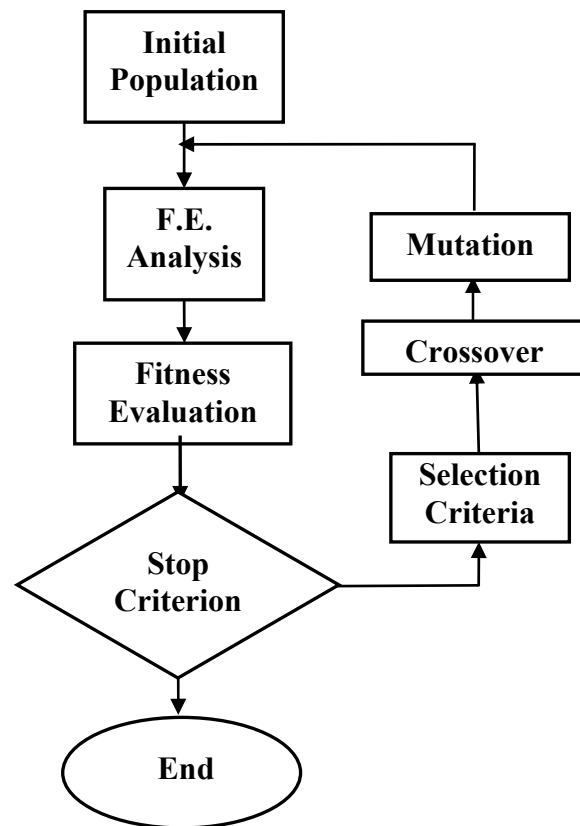 Initial
Population
F.E.
Analysis
Mutation
Crossover
Fitness
Evaluation
Selection
Criteria
Stop
Criterion
End